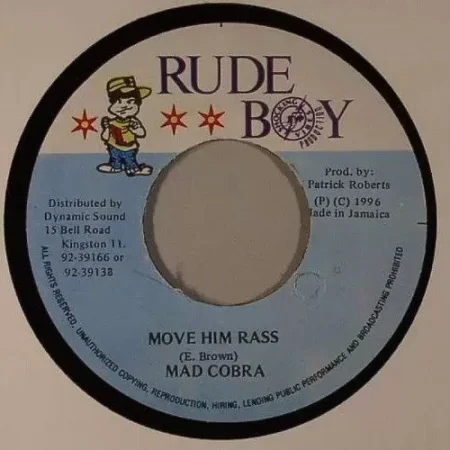 RUDE
BOY
SHOCKING
VIBES
Distributed by
Dynamic Sound
15 Bell Road
Kingston 11.
92-39166 or
92-39138
Prod. by:
Patrick Roberts
(P) (C) 1996
Made in Jamaica
MOVE HIM RASS
(E. Brown)
MAD COBRA
ALL RIGHTS RESERVED, UNAUTHORIZED COPYING, REPRODUCTION, HIRING, LENDING PUBLIC PERFORMANCE AND BROADCASTING PROHIBITED